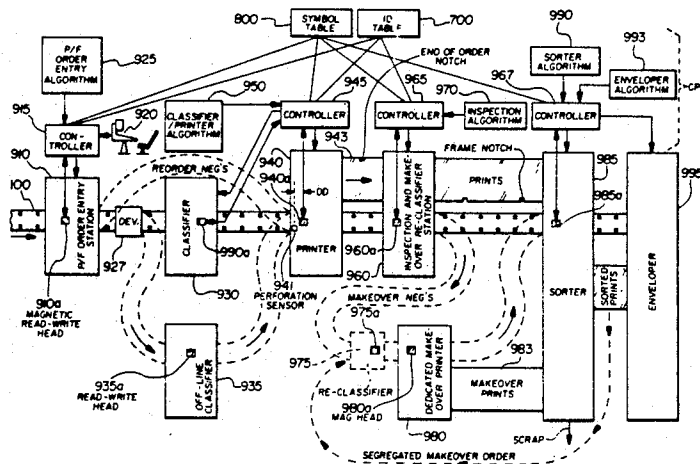 800
SYMBOL
TABLE
ID
TABLE
700
P/F
ORDER
ENTRY
ALGORITHM
925
990
SORTER
ALGORITHM
993
ENVELOPER
ALGORITHM
CP
END OF ORDER
NOTCH
915
CON-
TROLLER
920
950
CLASSIFIER
/PRINTER
ALGORITHM
945
CONTROLLER
965
CONTROLLER
970
INSPECTION
ALGORITHM
967
CONTROLLER
910
943
940
940a
DD
REORDER NEG'S
FRAME NOTCH
PRINTS
985
985a
995
100
P/F ORDER ENTRY
STATION
DEV.
927
CLASSIFIER
990a
930
941
PERFORATION
SENSOR
PRINTER
INSPECTION AND MAKE-
OVER RE-CLASSIFIER
STATION
960a
960
910a
MAGNETIC
READ-WRITE
HEAD
MAKEOVER NEG'S
SORTER
SORTED
PRINTS
ENVELOPER
935a
READ-WRITE
HEAD
OFF-LINE
CLASSIFIER
935
975
975a
RE-CLASSIFIER
MAG HEAD
980a
DEDICATED MAKE-
OVER PRINTER
980
983
MAKEOVER
PRINTS
SCRAP
SEGREGATED MAKEOVER ORDER